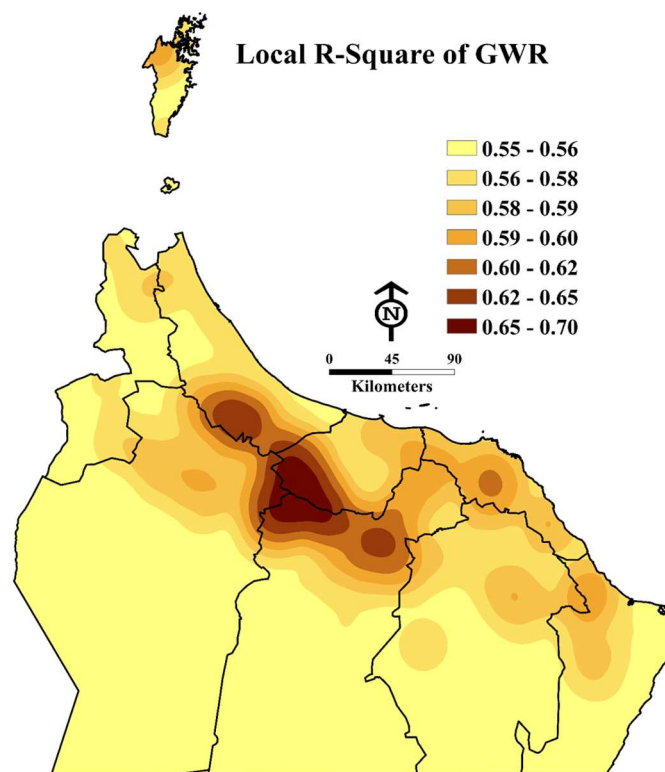 Local R-Square of GWR
0.55 - 0.56
0.56 - 0.58
0.58 - 0.59
0.59 - 0.60
0.60 - 0.62
0.62 - 0.65
0.65 - 0.70
N
0 45 90
Kilometers